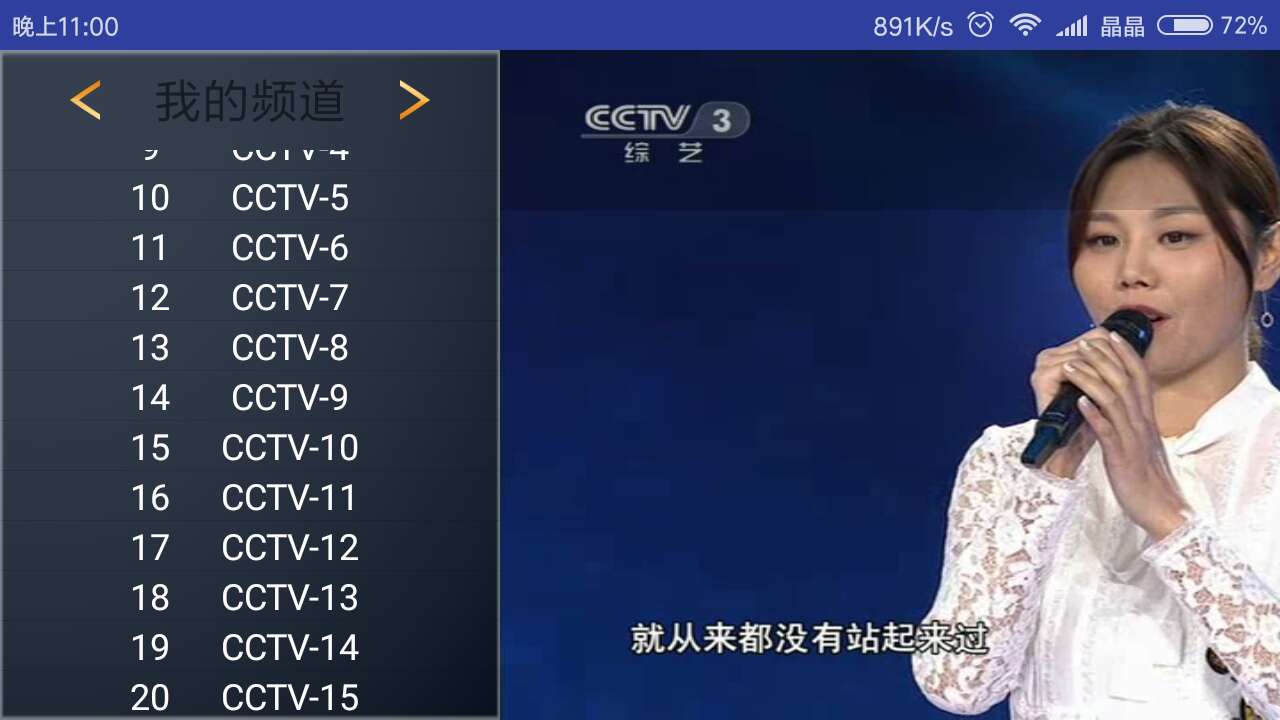 晚上11:00
891K/s 晶晶 72%
我的频道
9 CCTV-4
10 CCTV-5
11 CCTV-6
12 CCTV-7
13 CCTV-8
14 CCTV-9
15 CCTV-10
16 CCTV-11
17 CCTV-12
18 CCTV-13
19 CCTV-14
20 CCTV-15
CCTV 3
综艺
就从来都没有站起来过